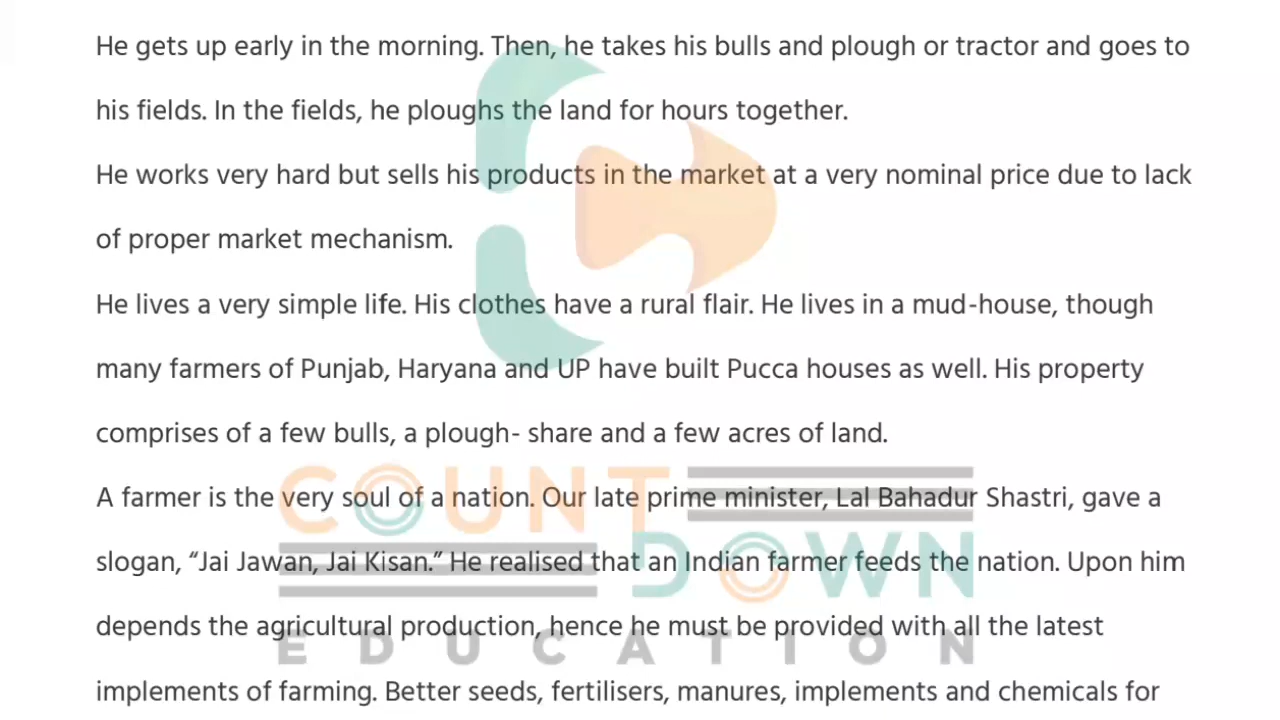 He gets up early in the morning. Then, he takes his bulls and plough or tractor and goes to
his fields. In the fields, he ploughs the land for hours together.
He works very hard but sells his products in the market at a very nominal price due to lack
of proper market mechanism.
He lives a very simple life. His clothes have a rural flair. He lives in a mud-house, though
many farmers of Punjab, Haryana and UP have built Pucca houses as well. His property
comprises of a few bulls, a plough- share and a few acres of land.
COUNT
A farmer is the very soul of a nation. Our late prime minister, Lal Bahadur Shastri, gave a
slogan, “Jai Jawan, Jai Kisan.” He realised that an Indian farmer feeds the nation. Upon him
DOWN
depends the agricultural production, hence he must be provided with all the latest
EDUCATION
implements of farming. Better seeds, fertilisers, manures, implements and chemicals for